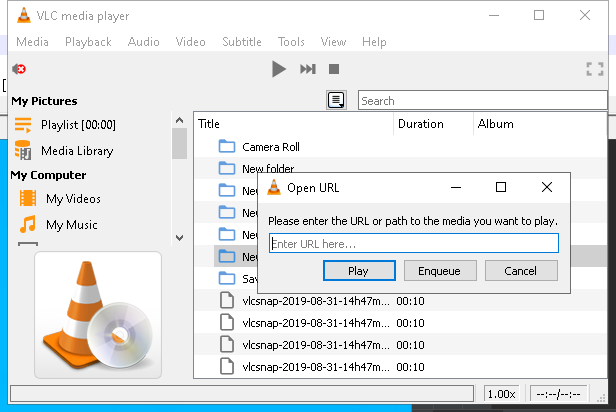 VLC media player
Media Playback Audio Video Subtitle Tools View Help
Search
My Pictures
Playlist [00:00]
Media Library
My Computer
My Videos
My Music
Title Duration Album
Camera Roll
New folder
New
New
New
New
Sav
vlcsnap-2019-08-31-14h47m... 00:10
vlcsnap-2019-08-31-14h47m... 00:10
vlcsnap-2019-08-31-14h47m... 00:10
vlcsnap-2019-08-31-14h47m... 00:10
Open URL
Please enter the URL or path to the media you want to play.
Enter URL here...
Play Enqueue Cancel
1.00x --:--/--:--